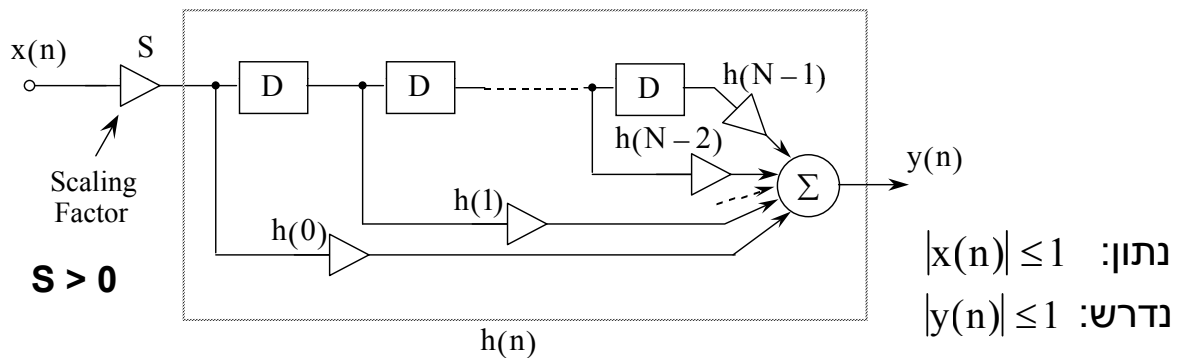 x(n)
S
D
D
D
h(N – 1)
h(N – 2)
y(n)
Σ
Scaling
Factor
h(1)
h(0)
S > 0
h(n)
נתון: |x(n)| ≤ 1
נדרש: |y(n)| ≤ 1